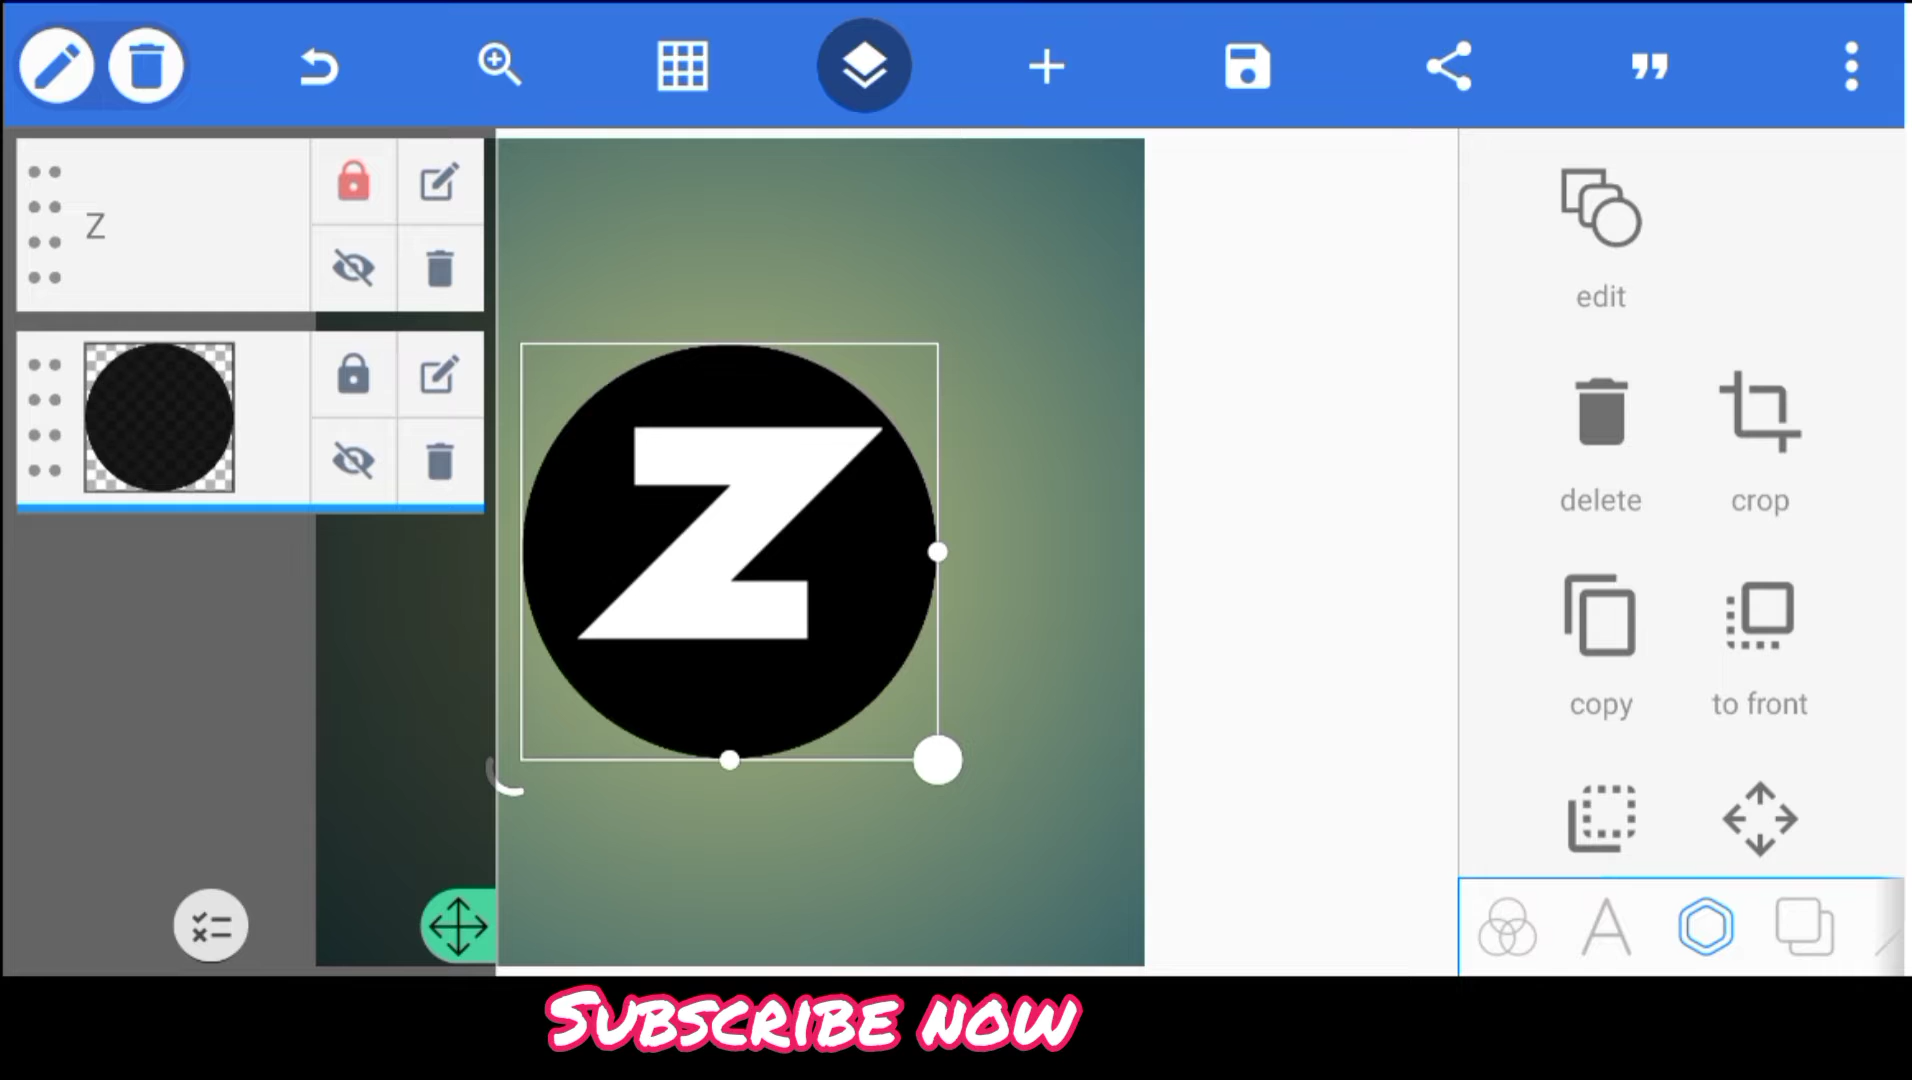 Z
edit
Z
delete
crop
copy
to front
SUBSCRIBE NOW